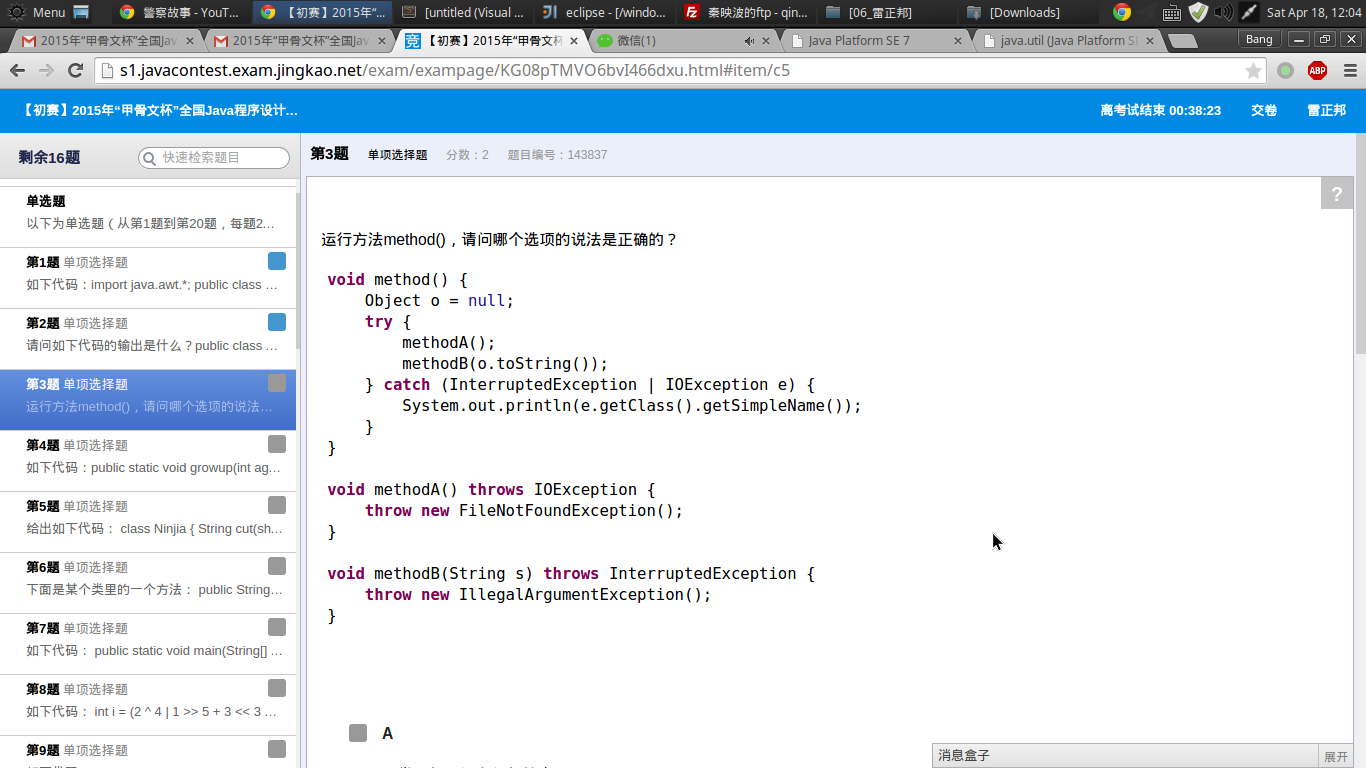 Menu
警察故事 - YouT...
【初赛】2015年“...
[untitled (Visual ...
eclipse - [/windo...
秦映波的ftp - qin...
[06_雷正邦]
[Downloads]
Sat Apr 18, 12:04
2015年“甲骨文杯”全国Jav
2015年“甲骨文杯”全国Jav
【初赛】2015年“甲骨文杯
微信(1)
Java Platform SE 7
java.util (Java Platform SE
Bang
s1.javacontest.exam.jingkao.net/exam/exampage/KG08pTMVO6bvI466dxu.html#item/c5
ABP
【初赛】2015年“甲骨文杯”全国Java程序设计...
离考试结束 00:38:23
交卷
雷正邦
剩余16题
快速检索题目
单选题
以下为单选题（从第1题到第20题，每题2...
第1题 单项选择题
如下代码：import java.awt.*; public class ...
第2题 单项选择题
请问如下代码的输出是什么？public class ...
第3题 单项选择题
运行方法method()，请问哪个选项的说法...
第4题 单项选择题
如下代码：public static void growup(int ag...
第5题 单项选择题
给出如下代码： class Ninjia { String cut(sh...
第6题 单项选择题
下面是某个类里的一个方法： public String...
第7题 单项选择题
如下代码： public static void main(String[] ...
第8题 单项选择题
如下代码： int i = (2 ^ 4 | 1 >> 5 + 3 << 3 ...
第9题 单项选择题
第3题 单项选择题 分数：2 题目编号：143837
?
运行方法method()，请问哪个选项的说法是正确的？
void method() {
Object o = null;
try {
methodA();
methodB(o.toString());
} catch (InterruptedException | IOException e) {
System.out.println(e.getClass().getSimpleName());
}
}
void methodA() throws IOException {
throw new FileNotFoundException();
}
void methodB(String s) throws InterruptedException {
throw new IllegalArgumentException();
}
A
消息盒子
展开